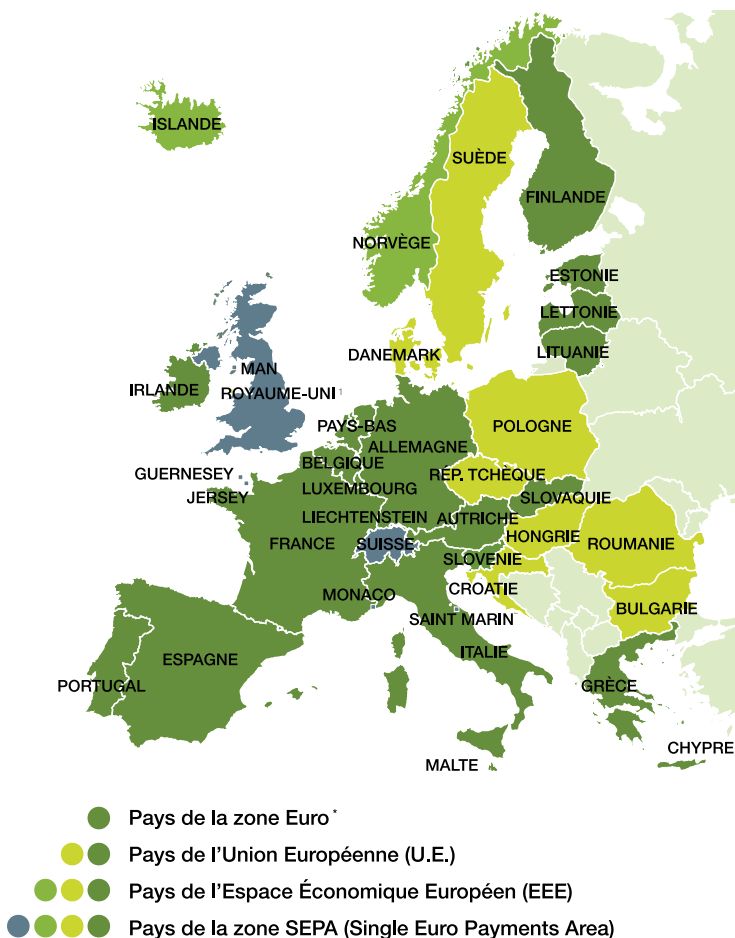 ISLANDE
SUÈDE
FINLANDE
NORVÈGE
ESTONIE
LETTONIE
LITUANIE
DANEMARK
MAN
IRLANDE
ROYAUME-UNI 1
PAYS-BAS
POLOGNE
ALLEMAGNE
BELGIQUE
RÉP. TCHÈQUE
GUERNESEY
JERSEY
LUXEMBOURG
SLOVAQUIE
LIECHTENSTEIN
AUTRICHE
FRANCE
SUISSE
HONGRIE
ROUMANIE
SLOVENIE
MONACO
CROATIE
BULGARIE
SAINT MARIN
ESPAGNE
ITALIE
PORTUGAL
GRÈCE
CHYPRE
MALTE
Pays de la zone Euro *
Pays de l'Union Européenne (U.E.)
Pays de l'Espace Économique Européen (EEE)
Pays de la zone SEPA (Single Euro Payments Area)